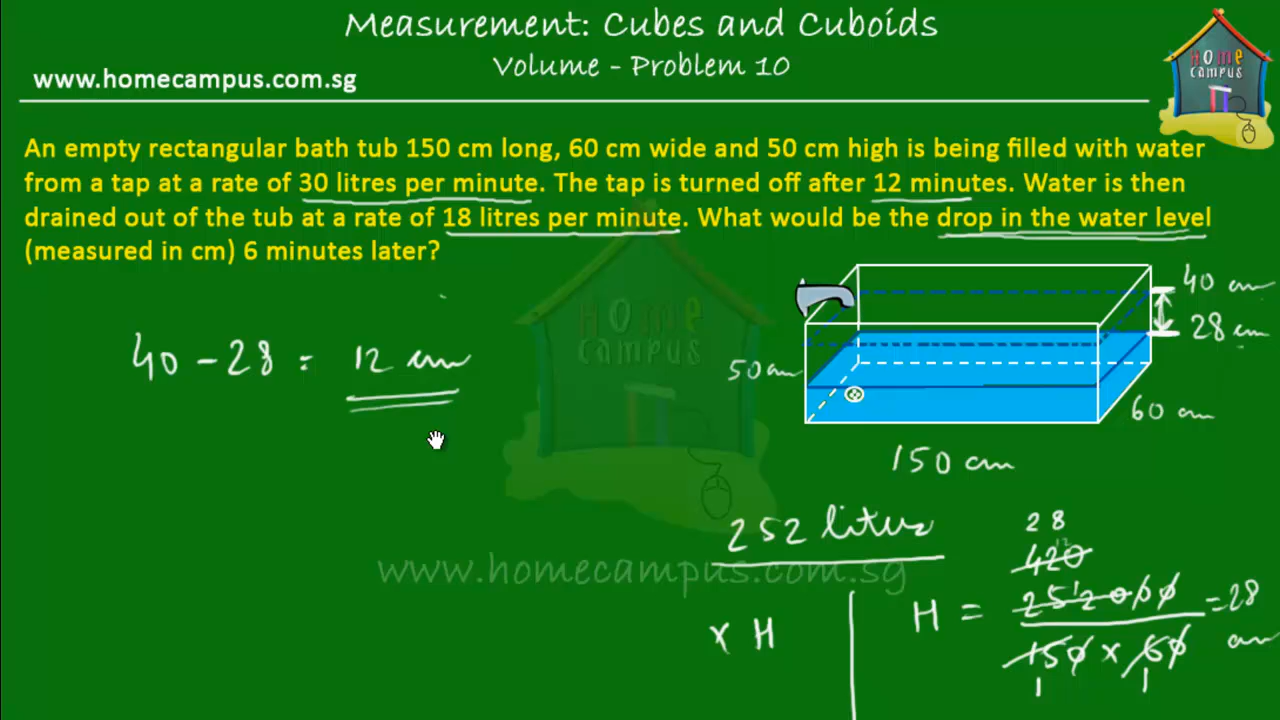 Measurement: Cubes and Cuboids
Volume - Problem 10
www.homecampus.com.sg
HOme
campus
An empty rectangular bath tub 150 cm long, 60 cm wide and 50 cm high is being filled with water
from a tap at a rate of 30 litres per minute. The tap is turned off after 12 minutes. Water is then
drained out of the tub at a rate of 18 litres per minute. What would be the drop in the water level
(measured in cm) 6 minutes later?
40 cm
28 cm
40 - 28 = 12 cm
50 cm
60 cm
150 cm
HOme
campus
252 litres
www.homecampus.com.sg
28
12
420
H = 252000 = 28
x H
150 x 60 cm
1 1